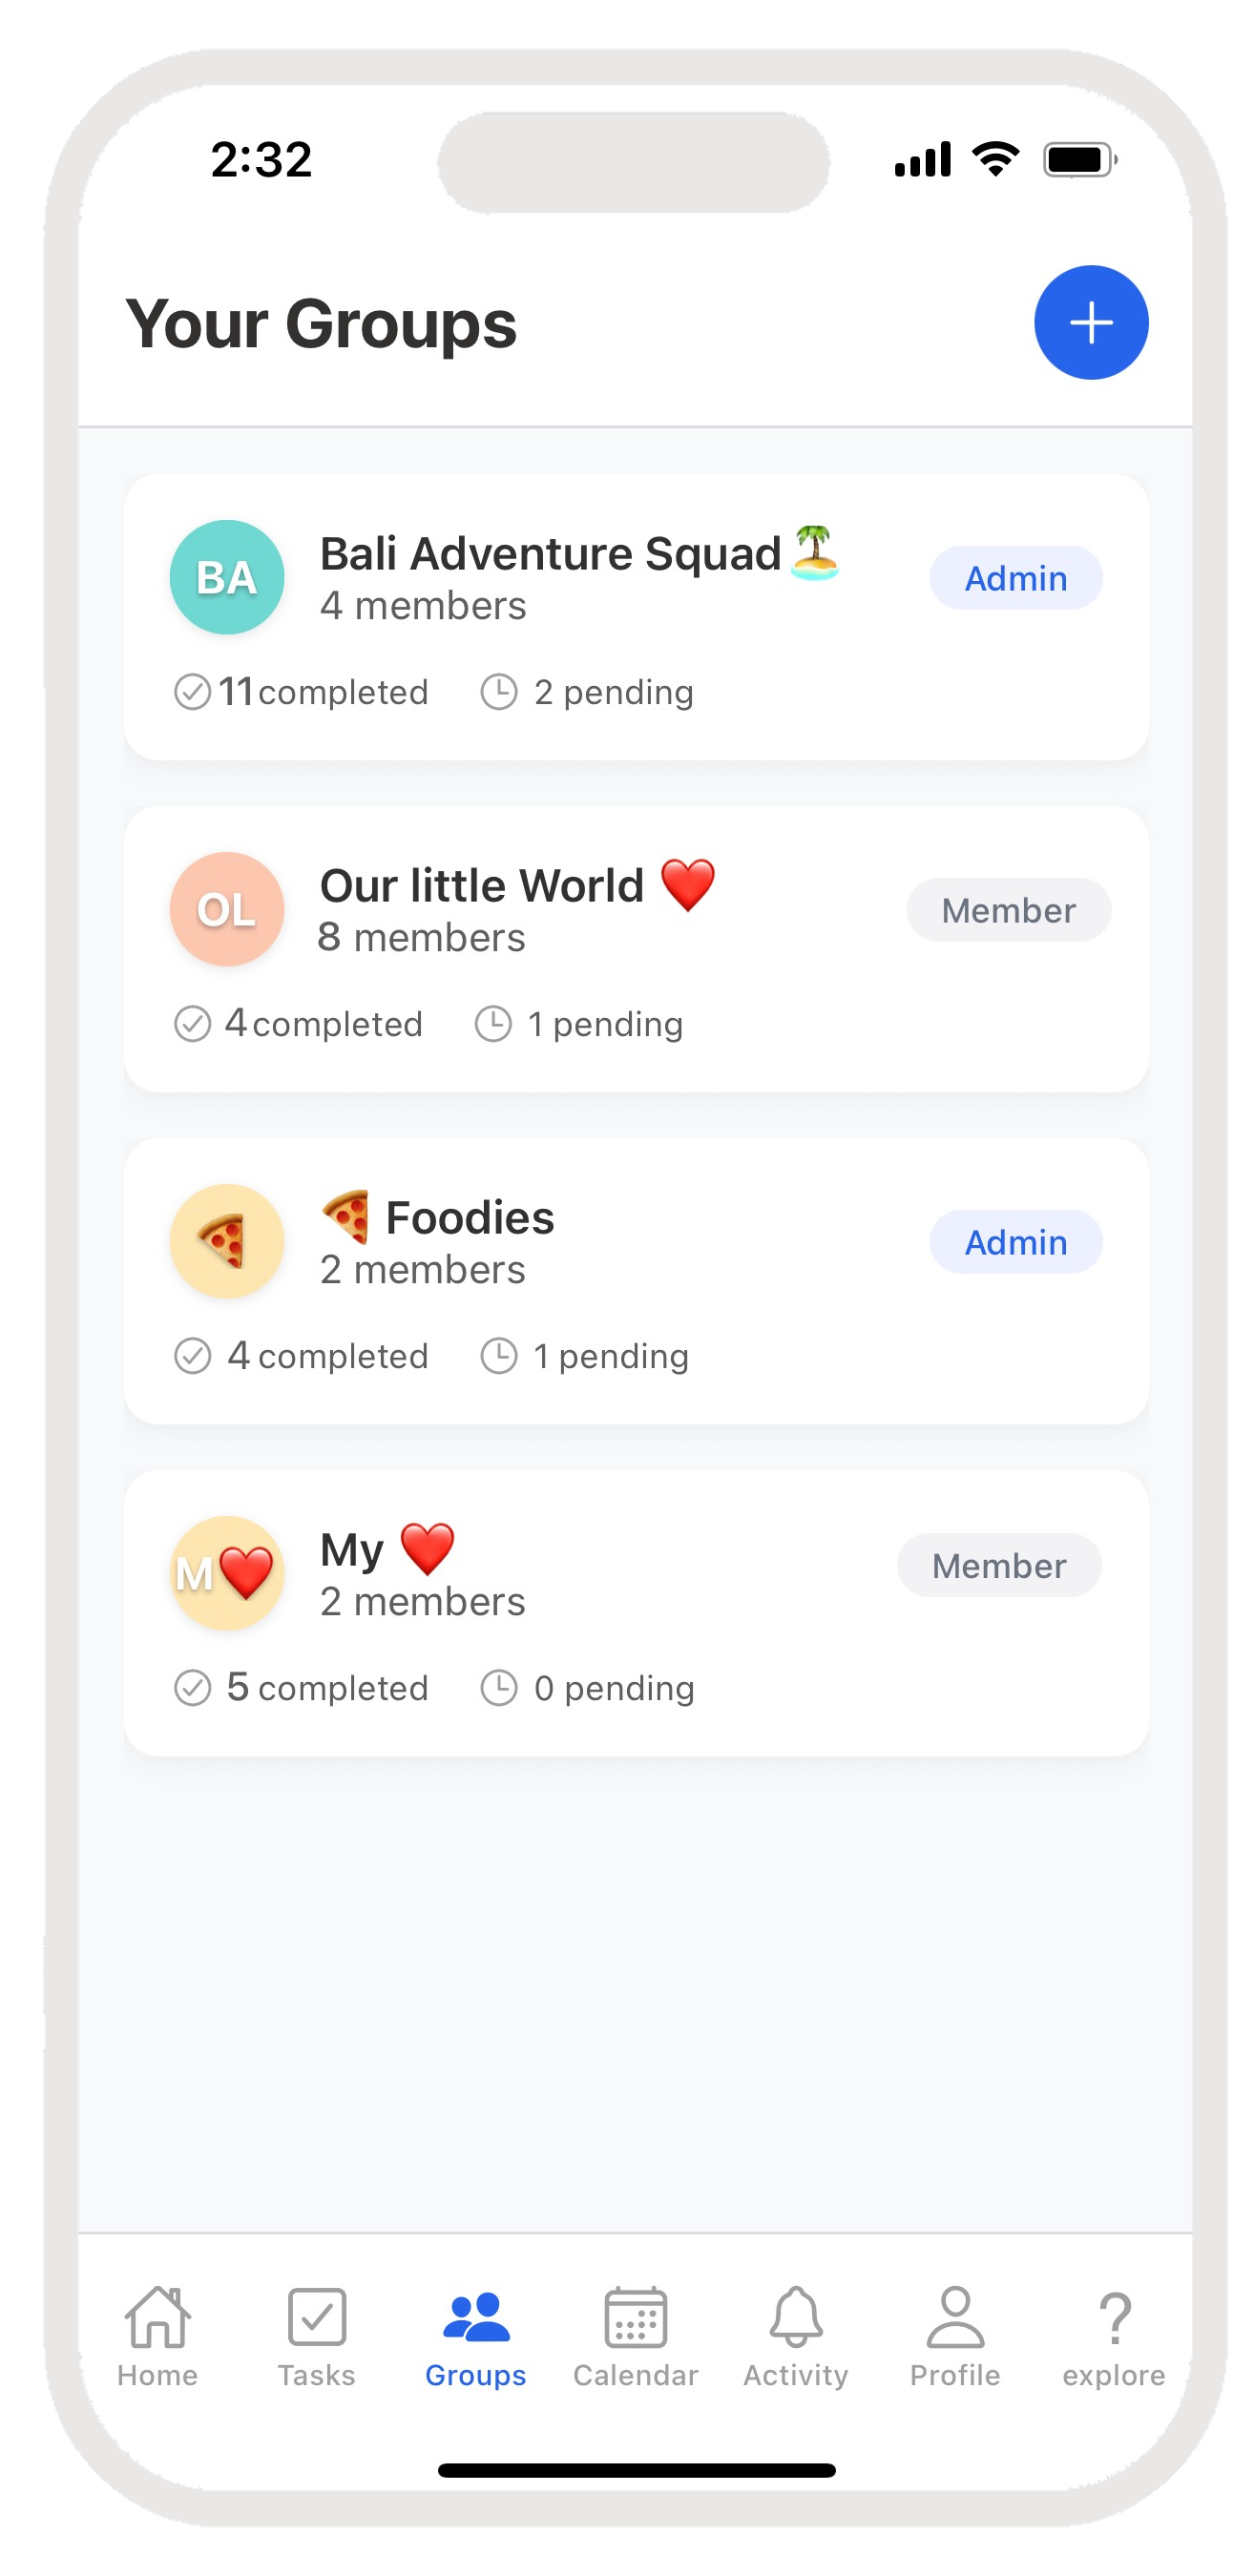 2:32
Your Groups
BA
Bali Adventure Squad🏝️
Admin
4 members
11 completed 2 pending
OL
Our little World ❤️
Member
8 members
4 completed 1 pending
🍕
🍕 Foodies
Admin
2 members
4 completed 1 pending
M❤️
My ❤️
Member
2 members
5 completed 0 pending
Home Tasks Groups Calendar Activity Profile explore